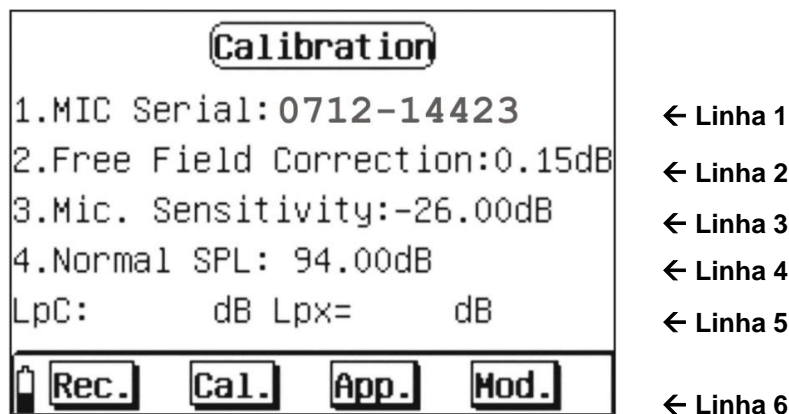 Calibration
1.MIC Serial:0712-14423 ← Linha 1
2.Free Field Correction:0.15dB ← Linha 2
3.Mic. Sensitivity:-26.00dB ← Linha 3
4.Normal SPL: 94.00dB ← Linha 4
LpC: dB Lpx= dB ← Linha 5
Rec. Cal. App. Mod. ← Linha 6